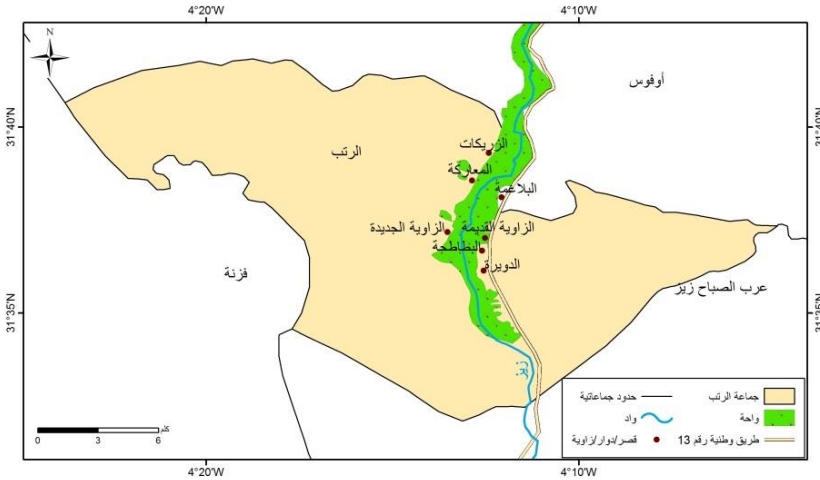 4°20'W
4°10'W
N
أوفوس
31°40'N
31°40'N
الزريكات
الرتب
المعاركة
البلاغمة
الزاوية الجديدة
الزاوية القديمة
البطاطحة
الدويرة
فزنة
عرب الصباح زيز
31°35'N
31°35'N
زيز
جماعة الرتب
حدود جماعاتية
واحة
واد
طريق وطنية رقم 13
قصر/دوار/زاوية
0 3 6 كلم
4°20'W
4°10'W